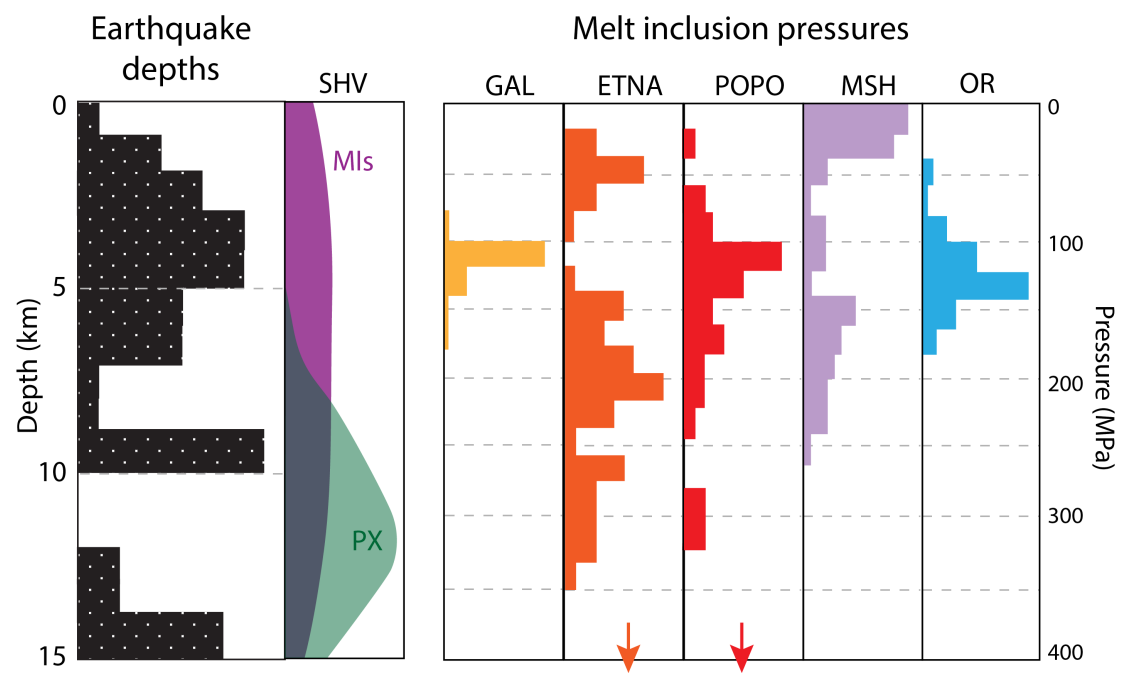 Earthquake
depths
Melt inclusion pressures
SHV
GAL
ETNA
POPO
MSH
OR
0
5
10
15
Depth (km)
MIs
PX
0
100
200
300
400
Pressure (MPa)